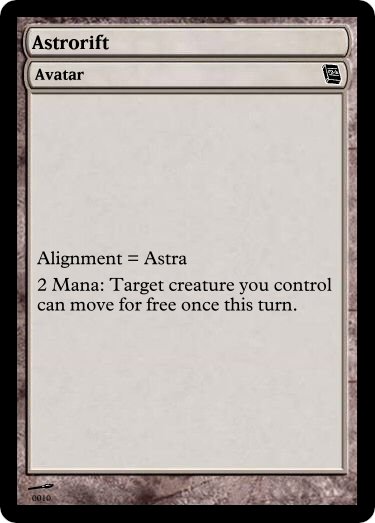 Astrorift
Avatar
Alignment = Astra
2 Mana: Target creature you control
can move for free once this turn.
0010